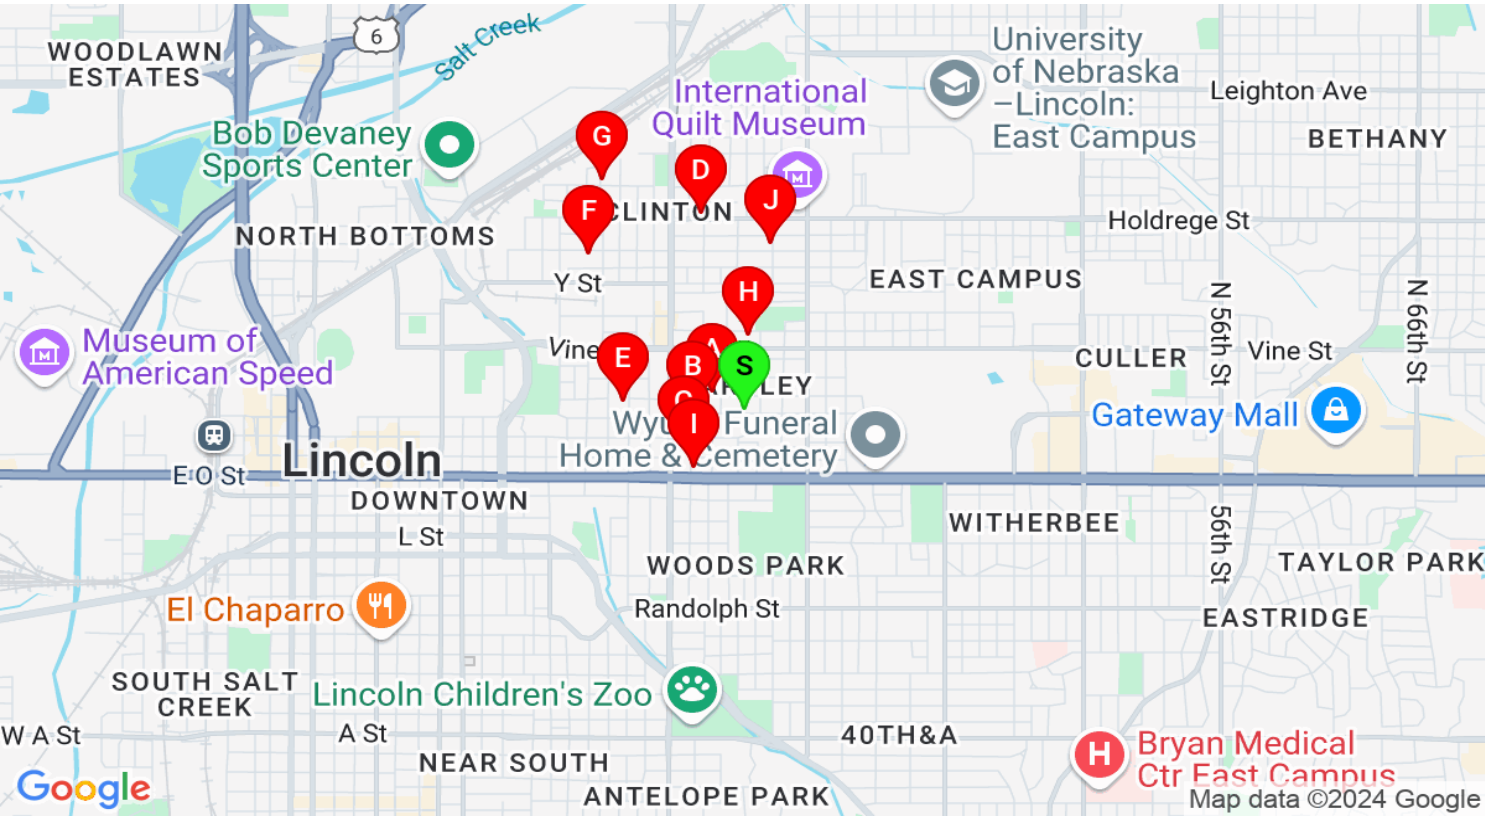 6
Salt Creek
WOODLAWN
ESTATES
University
of Nebraska
–Lincoln:
East Campus
International
Quilt Museum
Leighton Ave
Bob Devaney
Sports Center
BETHANY
G
D
J
F
CLINTON
Holdrege St
NORTH BOTTOMS
Y St
EAST CAMPUS
H
N 56th St
N 66th St
Museum of
American Speed
Vine
E
A
B
S
CULLER
Vine St
I
Funeral
Home & Cemetery
Gateway Mall
Lincoln
E O St
DOWNTOWN
L St
WITHERBEE
56th St
WOODS PARK
TAYLOR PARK
El Chaparro
Randolph St
EASTRIDGE
SOUTH SALT
CREEK
Lincoln Children's Zoo
W A St
A St
40TH&A
H
Bryan Medical
Ctr East Campus
NEAR SOUTH
ANTELOPE PARK
Google
Map data ©2024 Google